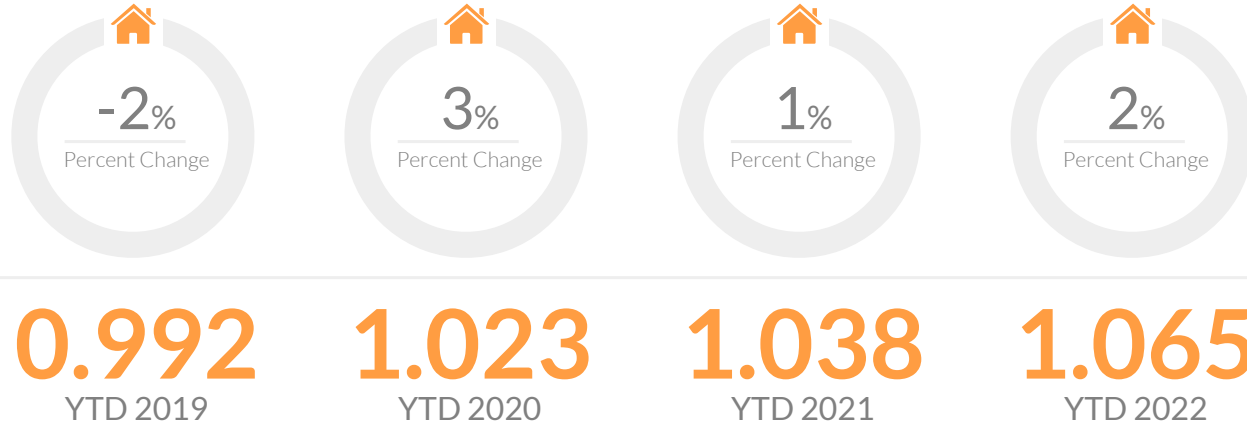 -2% 3% 1% 2%
Percent Change Percent Change Percent Change Percent Change
0.992 1.023 1.038 1.065
YTD 2019 YTD 2020 YTD 2021 YTD 2022